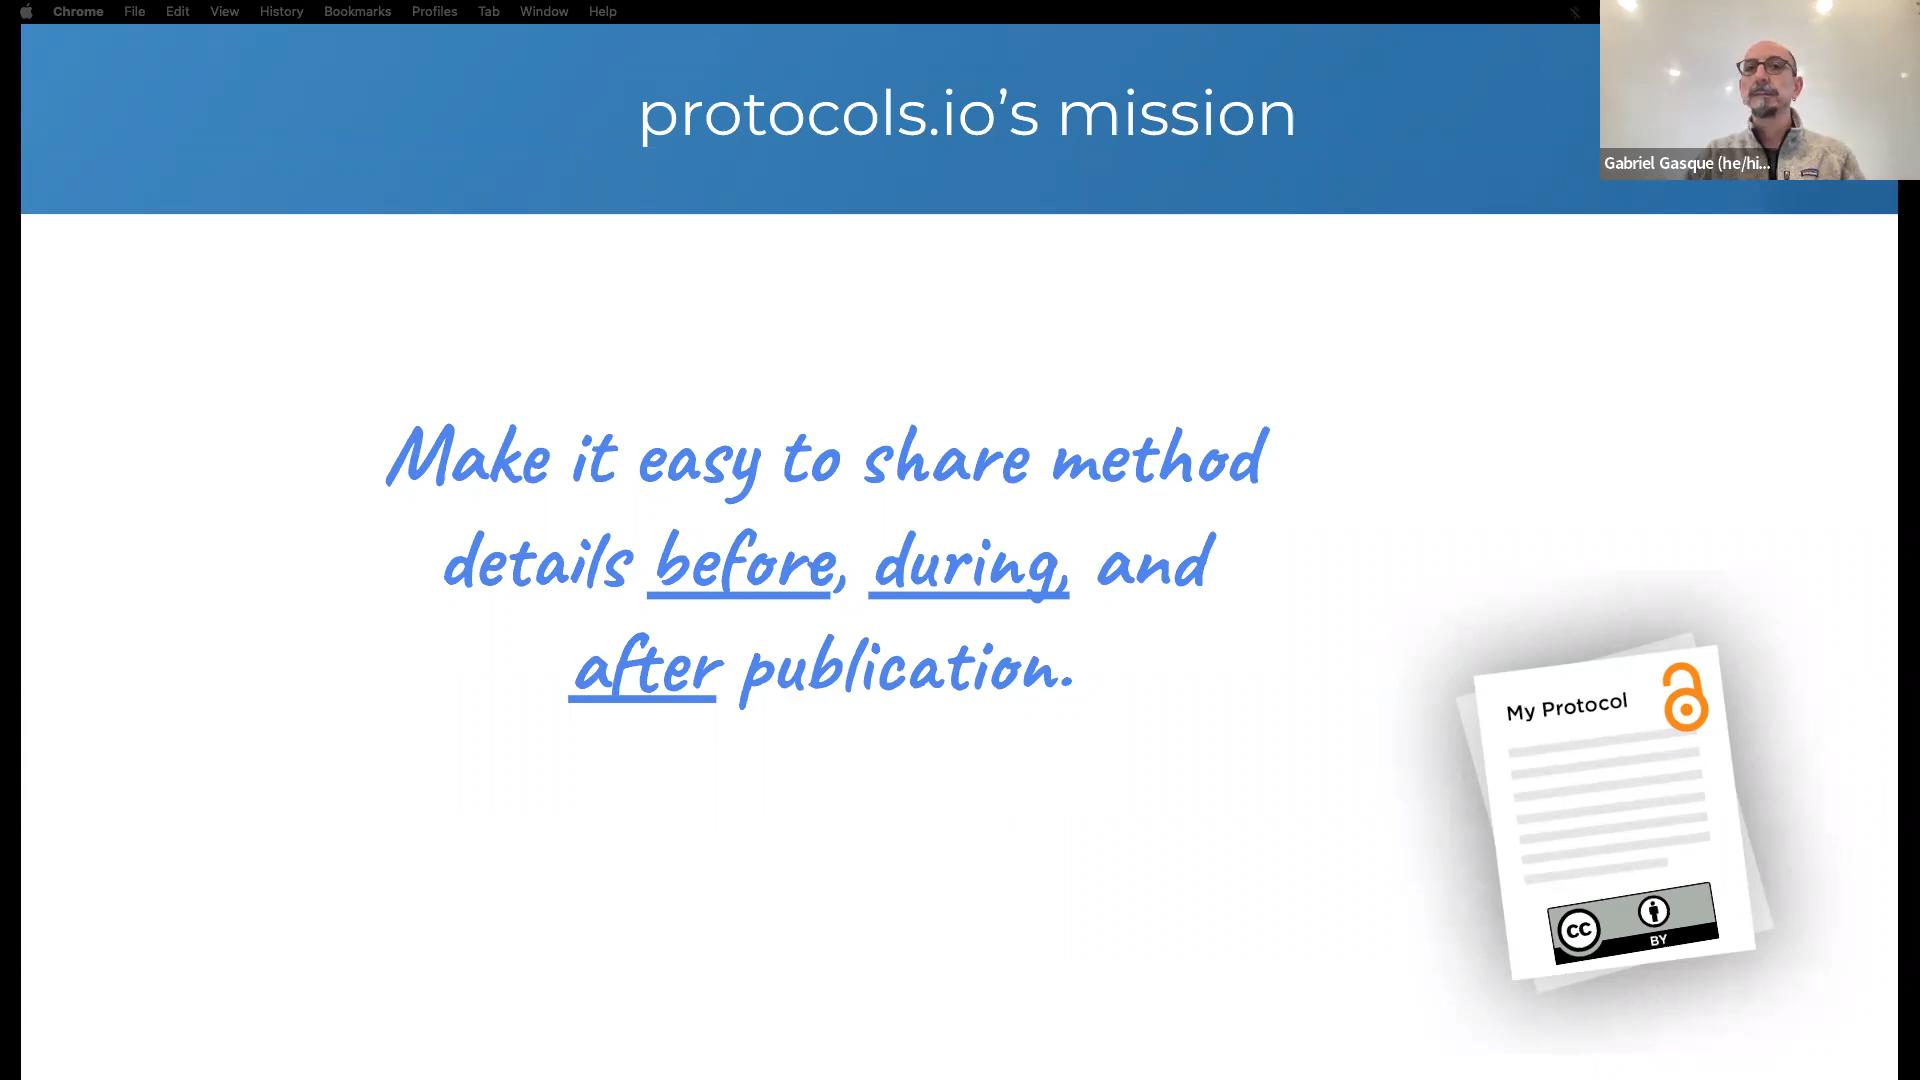 Chrome File Edit View History Bookmarks Profiles Tab Window Help
protocols.io’s mission
Gabriel Gasque (he/hi...
Make it easy to share method
details before, during, and
after publication.
My Protocol
CC
BY